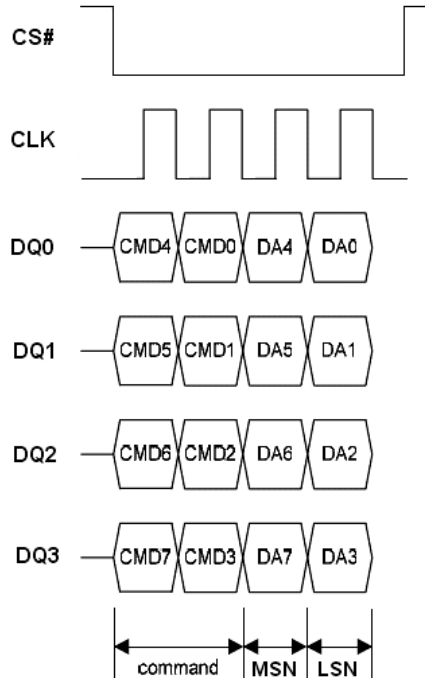 CS#
CLK
DQ0 CMD4 CMD0 DA4 DA0
DQ1 CMD5 CMD1 DA5 DA1
DQ2 CMD6 CMD2 DA6 DA2
DQ3 CMD7 CMD3 DA7 DA3
command MSN LSN